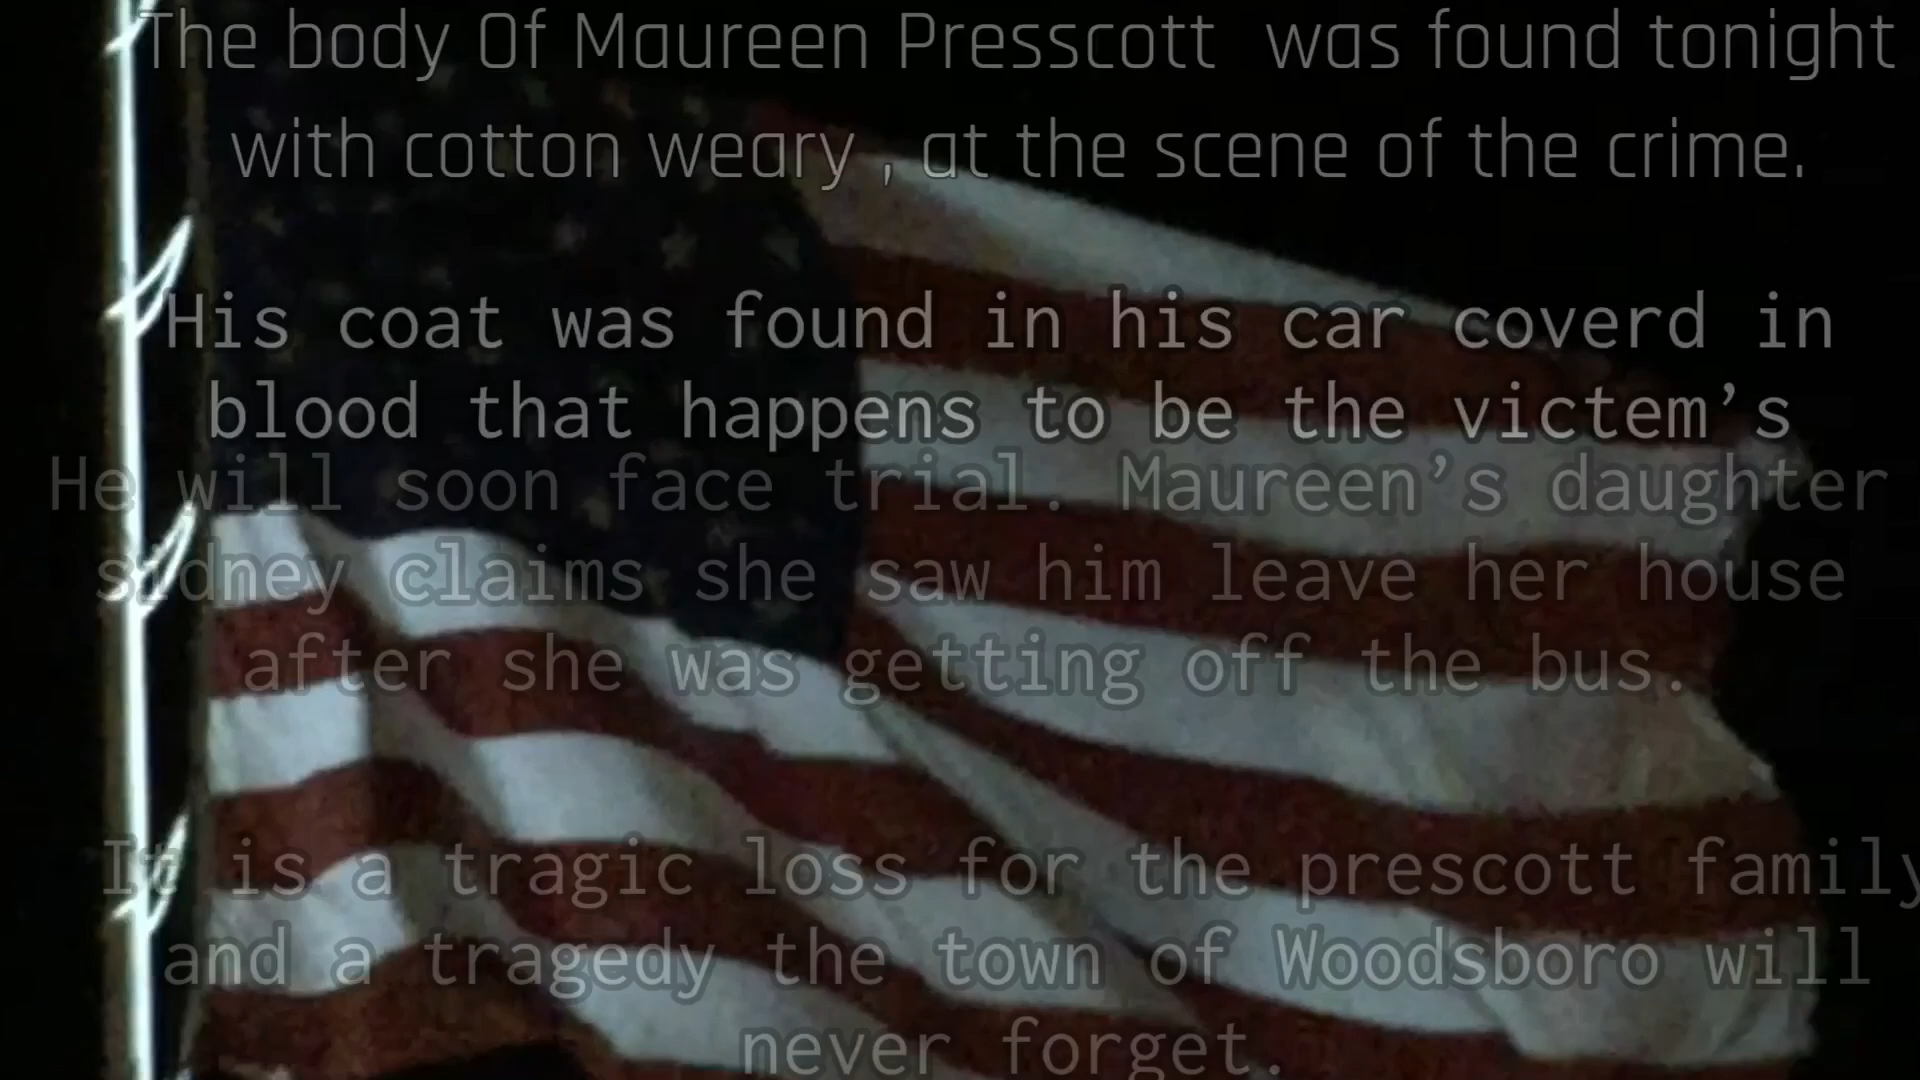 The body Of Maureen Presscott was found tonight
with cotton weary , at the scene of the crime.
His coat was found in his car coverd in
blood that happens to be the victem's
He will soon face trial. Maureen's daughter
sidney claims she saw him leave her house
after she was getting off the bus.
It is a tragic loss for the prescott family
and a tragedy the town of Woodsboro will
never forget.